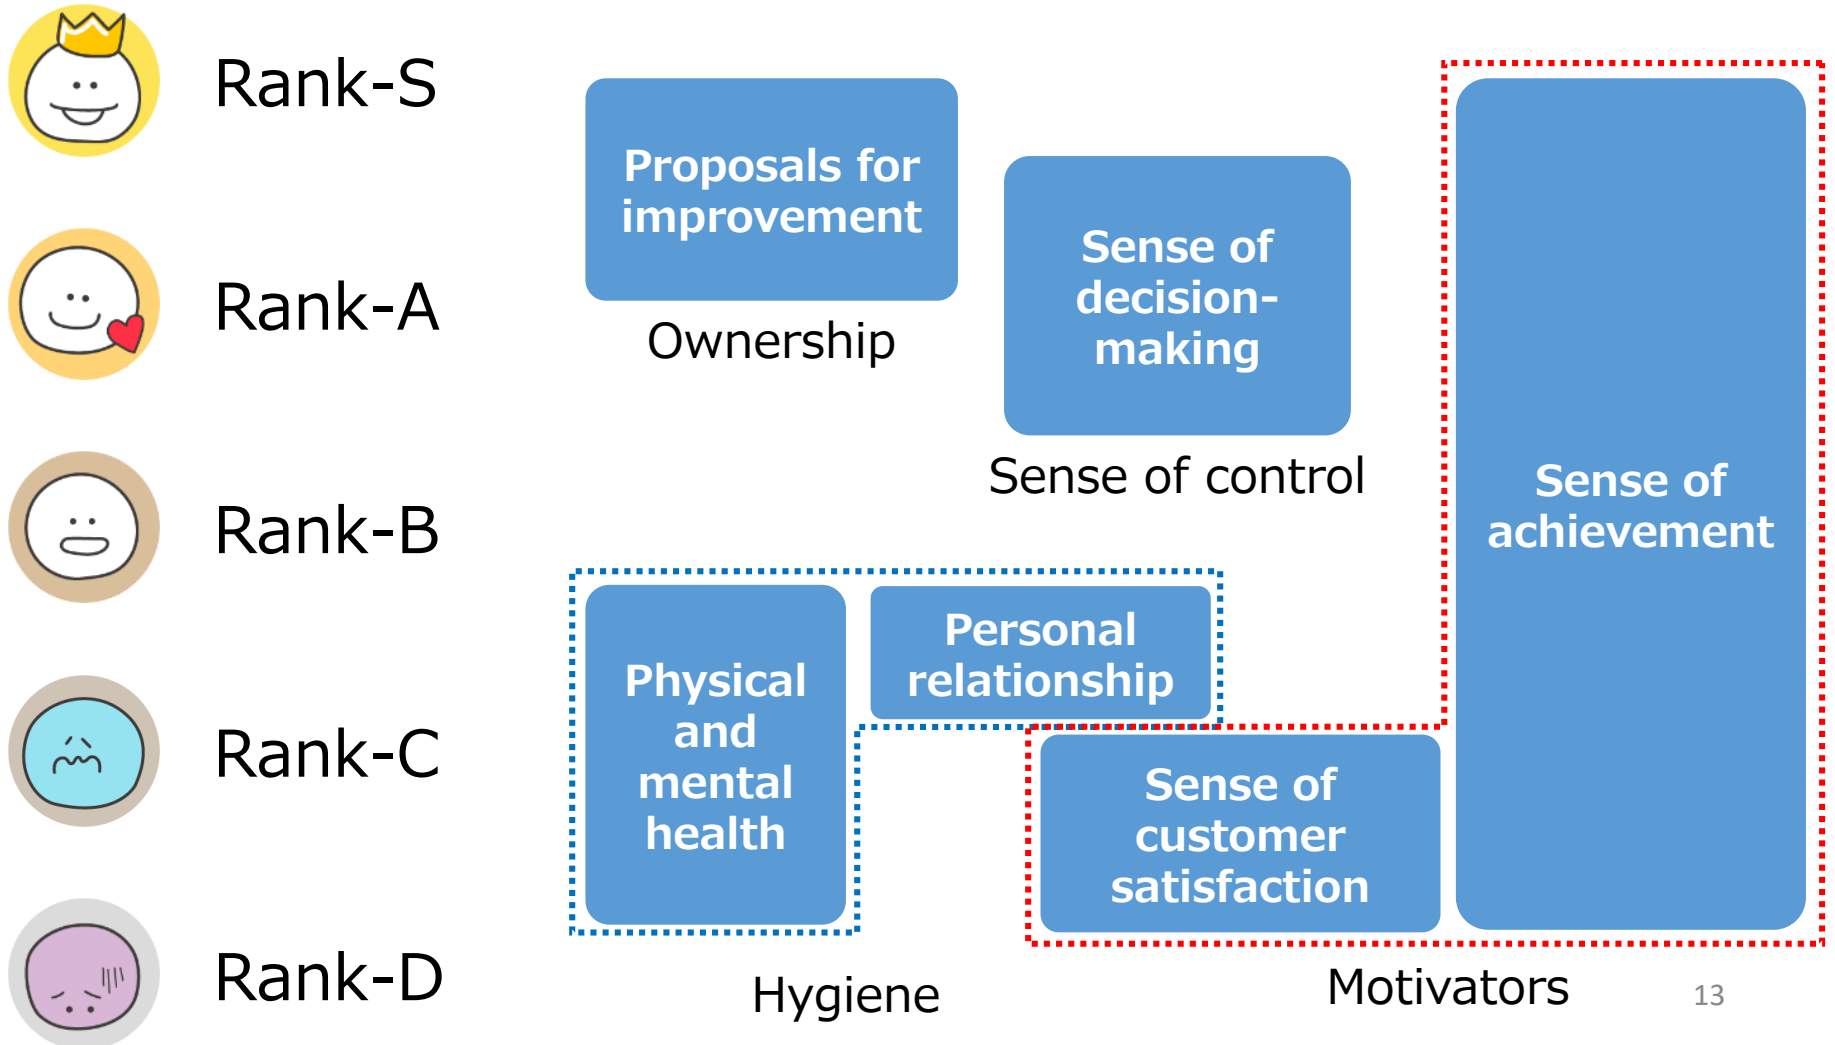 Rank-S
Rank-A
Rank-B
Rank-C
Rank-D
Proposals for
improvement
Ownership
Sense of
decision-
making
Sense of control
Sense of
achievement
Physical
and
mental
health
Personal
relationship
Sense of
customer
satisfaction
Hygiene
Motivators
13